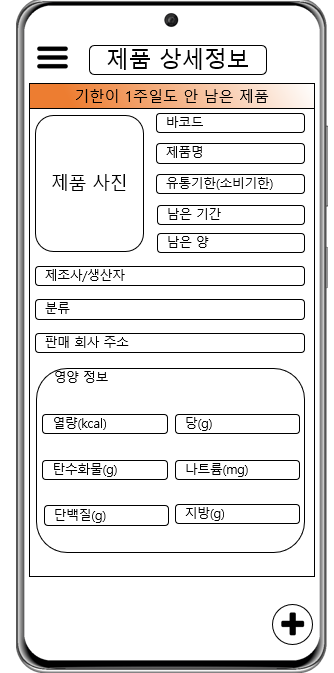 제품 상세정보
기한이 1주일도 안 남은 제품
제품 사진
바코드
제품명
유통기한(소비기한)
남은 기간
남은 양
제조사/생산자
분류
판매 회사 주소
영양 정보
열량(kcal)
당(g)
탄수화물(g)
나트륨(mg)
단백질(g)
지방(g)